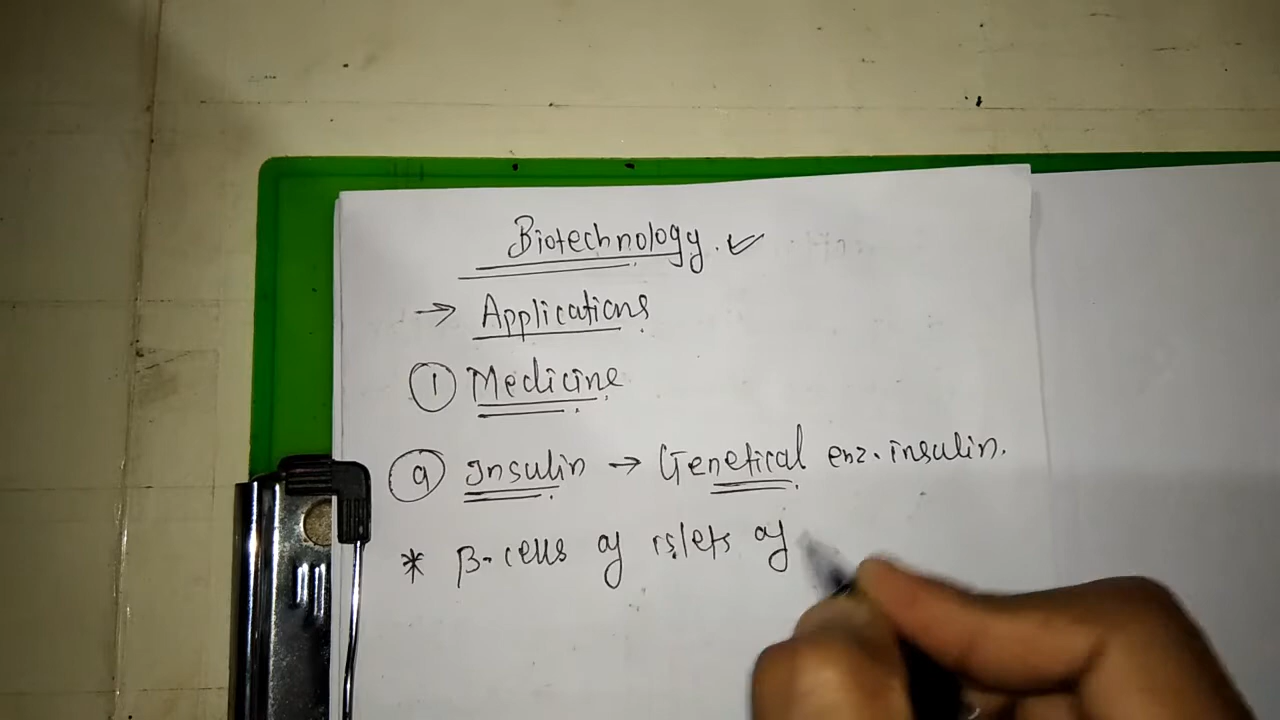 Biotechnology.
→ Applications
① Medicine
ⓐ Insulin → Genetical enz. insulin.
* β-cells of islets of